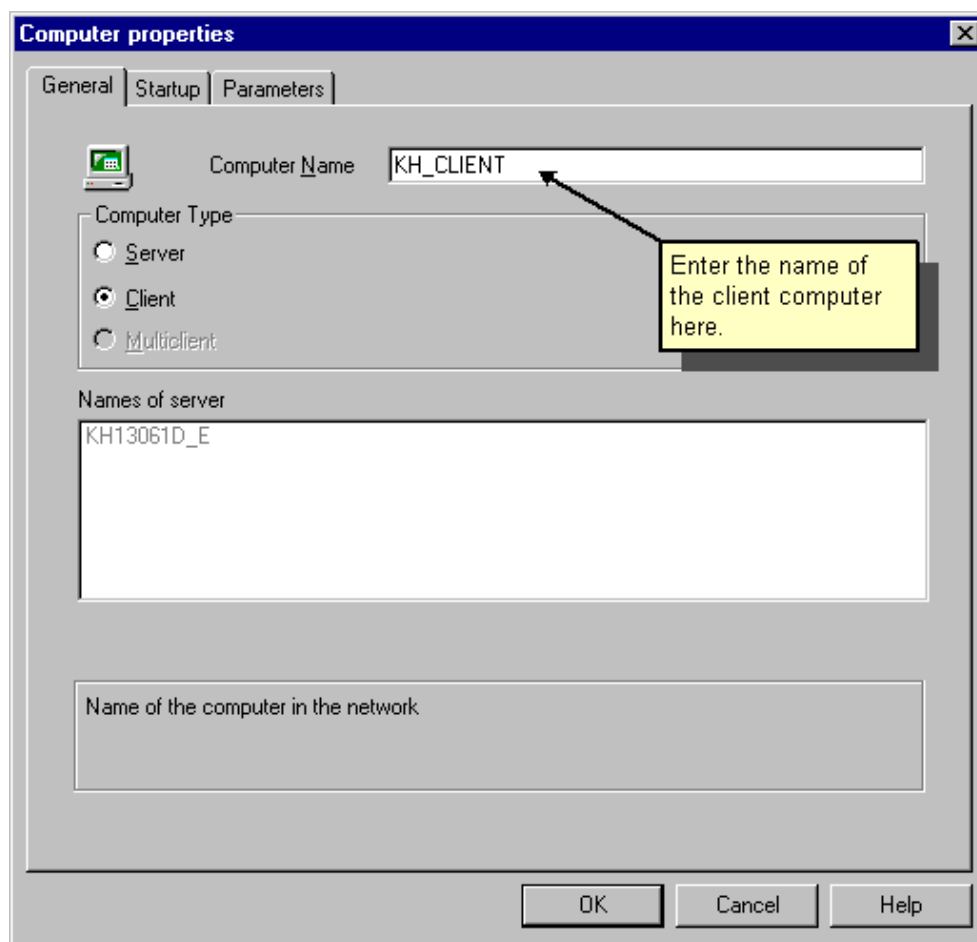 Computer properties
General Startup Parameters
Computer Name KH_CLIENT
Computer Type
Server
Client
Multiclient
Enter the name of
the client computer
here.
Names of server
KH13061D_E
Name of the computer in the network
OK Cancel Help